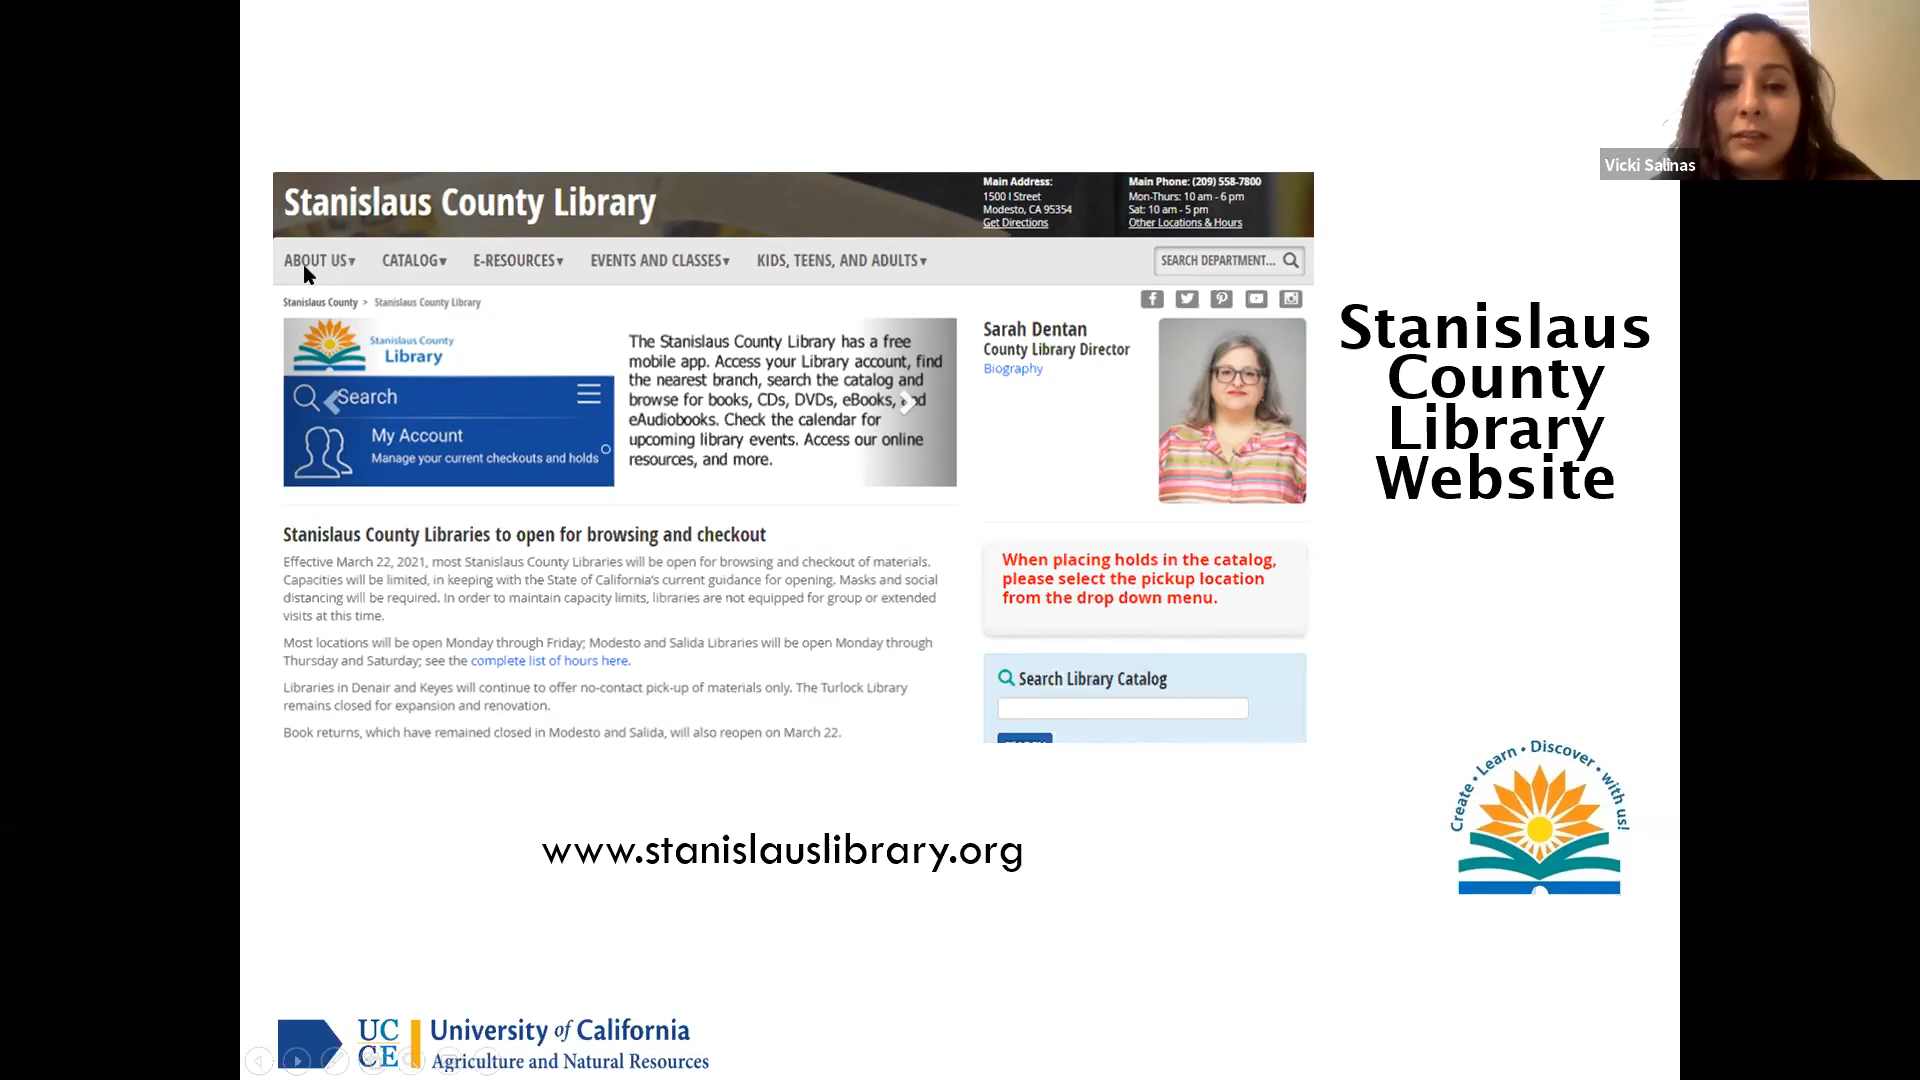 Vicki Salinas
Stanislaus County Library
Main Address:
1500 I Street
Modesto, CA 95354
Get Directions
Main Phone: (209) 558-7800
Mon-Thurs: 10 am - 6 pm
Sat: 10 am - 5 pm
Other Locations & Hours
ABOUT US▾ CATALOG▾ E-RESOURCES▾ EVENTS AND CLASSES▾ KIDS, TEENS, AND ADULTS▾
SEARCH DEPARTMENT...
Stanislaus County > Stanislaus County Library
Stanislaus County
Library
Search
My Account
Manage your current checkouts and holds
The Stanislaus County Library has a free
mobile app. Access your Library account, find
the nearest branch, search the catalog and
browse for books, CDs, DVDs, eBooks, and
eAudiobooks. Check the calendar for
upcoming library events. Access our online
resources, and more.
Sarah Dentan
County Library Director
Biography
Stanislaus
County
Library
Website
Stanislaus County Libraries to open for browsing and checkout
Effective March 22, 2021, most Stanislaus County Libraries will be open for browsing and checkout of materials.
Capacities will be limited, in keeping with the State of California's current guidance for opening. Masks and social
distancing will be required. In order to maintain capacity limits, libraries are not equipped for group or extended
visits at this time.
Most locations will be open Monday through Friday; Modesto and Salida Libraries will be open Monday through
Thursday and Saturday; see the complete list of hours here.
Libraries in Denair and Keyes will continue to offer no-contact pick-up of materials only. The Turlock Library
remains closed for expansion and renovation.
Book returns, which have remained closed in Modesto and Salida, will also reopen on March 22.
When placing holds in the catalog,
please select the pickup location
from the drop down menu.
Search Library Catalog
Create • Learn • Discover • with us!
www.stanislauslibrary.org
UC
CE
University of California
Agriculture and Natural Resources